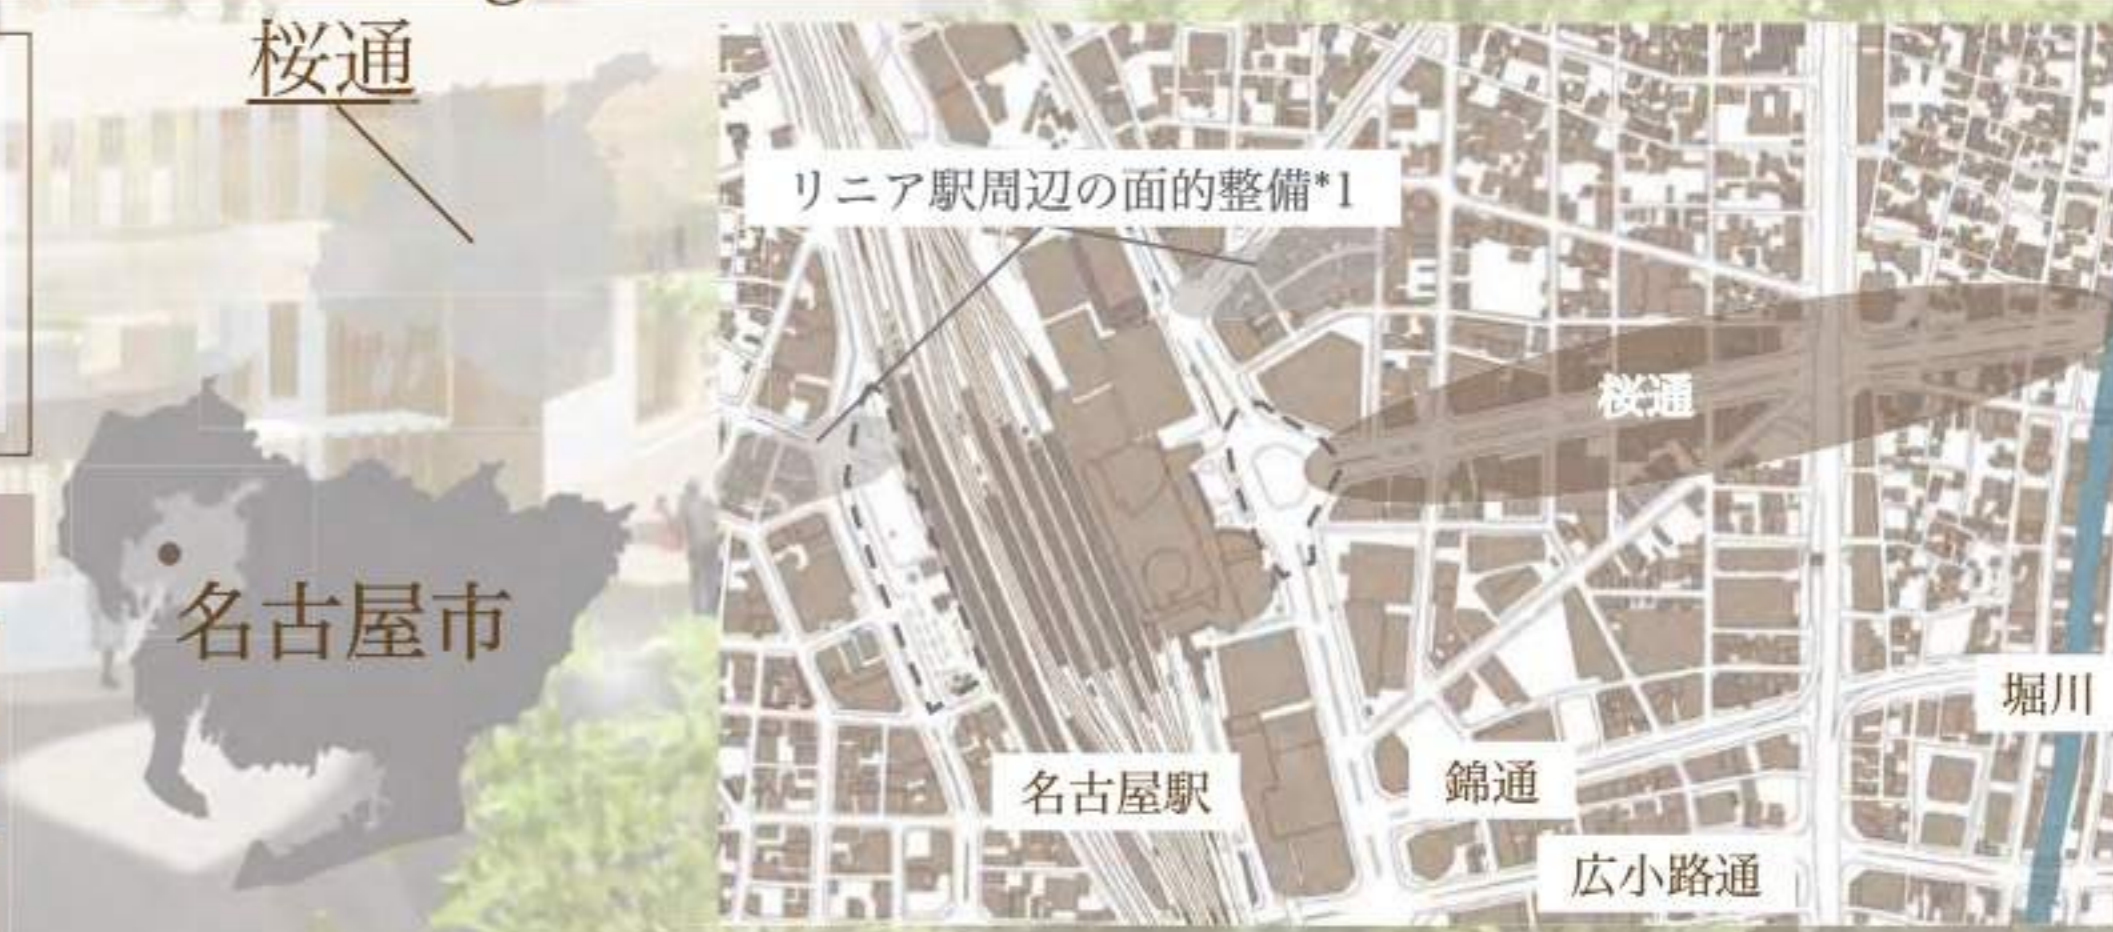 桜通
名古屋市
リニア駅周辺の面的整備*1
桜通
堀川
名古屋駅
錦通
広小路通